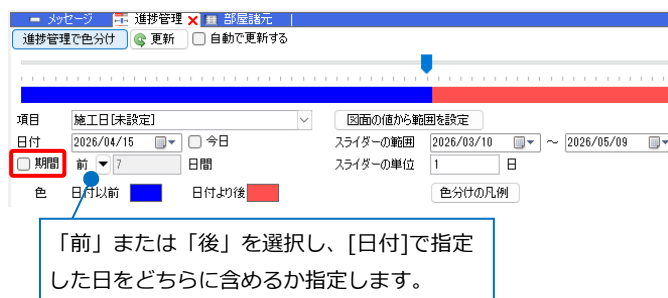 メッセージ 進捗管理 部屋諸元
進捗管理で色分け 更新 自動で更新する
項目 施工日[未設定] 図面の値から範囲を設定
日付 2026/04/15 今日 スライダーの範囲 2026/03/10 ～ 2026/05/09
期間 前 7 日間 スライダーの単位 1 日
色 日付以前 日付より後 色分けの凡例
「前」または「後」を選択し、[日付]で指定
した日をどちらに含めるか指定します。